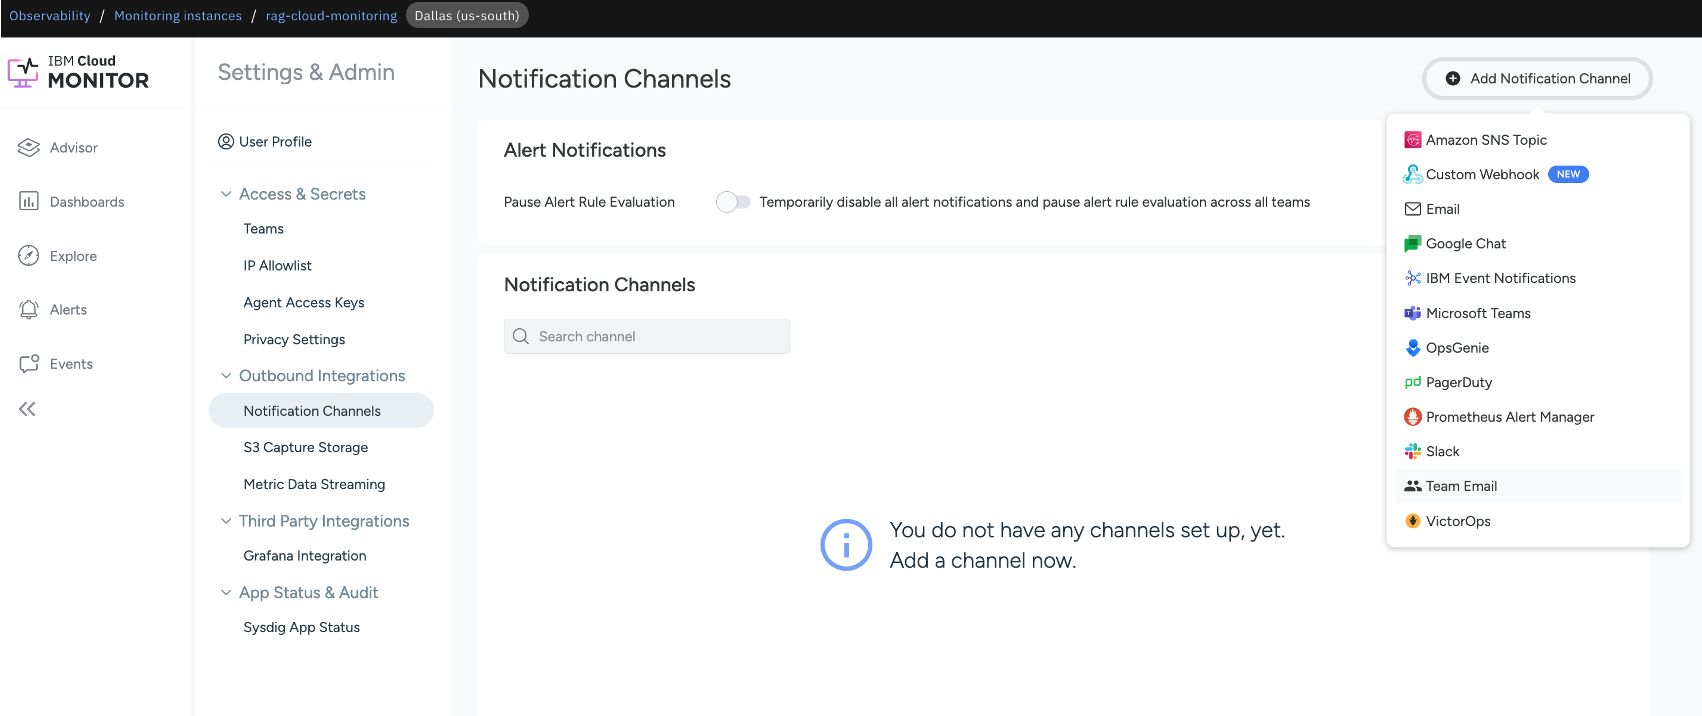 Observability / Monitoring instances / rag-cloud-monitoring Dallas (us-south)
IBM Cloud
MONITOR
Advisor
Dashboards
Explore
Alerts
Events
Settings & Admin
User Profile
Access & Secrets
Teams
IP Allowlist
Agent Access Keys
Privacy Settings
Outbound Integrations
Notification Channels
S3 Capture Storage
Metric Data Streaming
Third Party Integrations
Grafana Integration
App Status & Audit
Sysdig App Status
Notification Channels
Add Notification Channel
Alert Notifications
Pause Alert Rule Evaluation
Temporarily disable all alert notifications and pause alert rule evaluation across all teams
Notification Channels
Search channel
You do not have any channels set up, yet.
Add a channel now.
Amazon SNS Topic
Custom Webhook NEW
Email
Google Chat
IBM Event Notifications
Microsoft Teams
OpsGenie
PagerDuty
Prometheus Alert Manager
Slack
Team Email
VictorOps